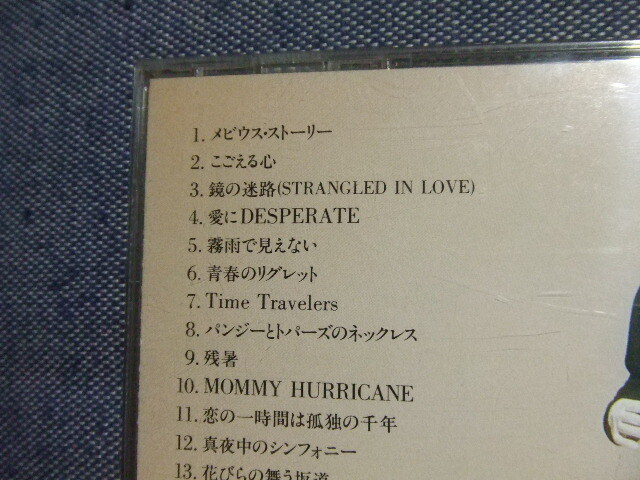 1. メビウス・ストーリー
2. こごえる心
3. 鏡の迷路(STRANGLED IN LOVE)
4. 愛にDESPERATE
5. 霧雨で見えない
6. 青春のリグレット
7. Time Travelers
8. パンジーとトパーズのネックレス
9. 残暑
10. MOMMY HURRICANE
11. 恋の一時間は孤独の千年
12. 真夜中のシンフォニー
13. 花びらの舞う坂道